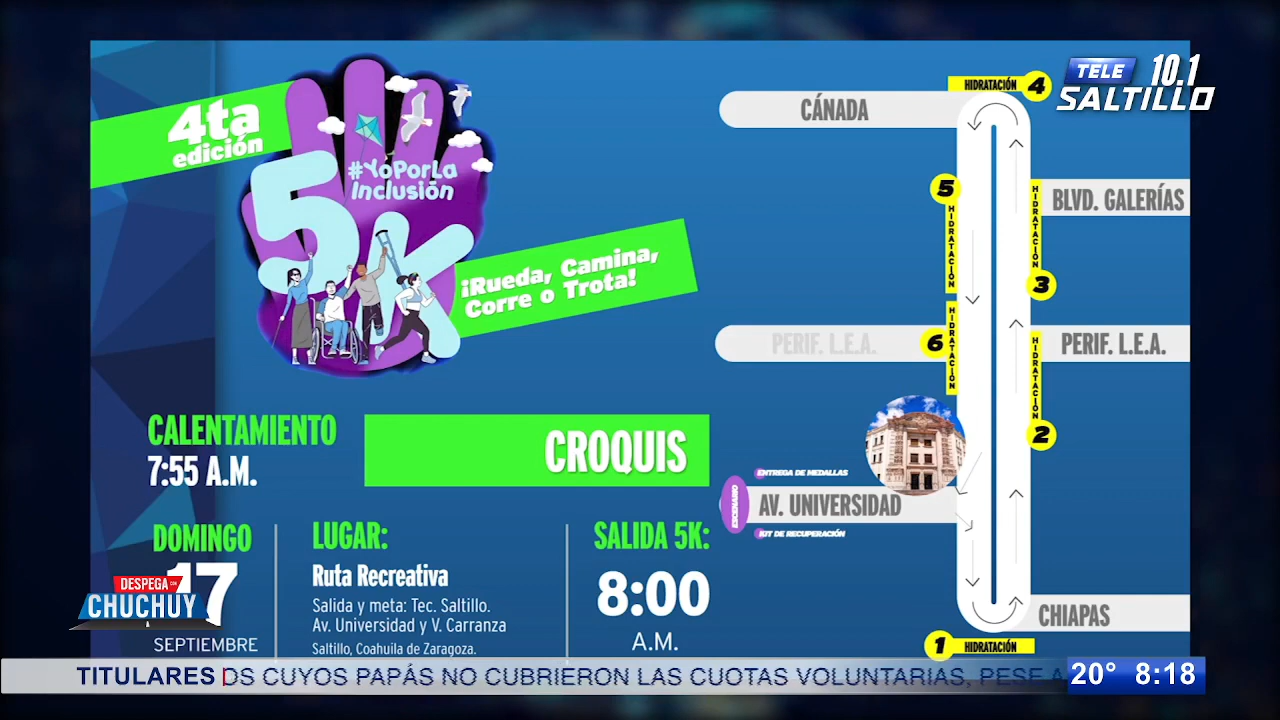 4ta
edición
#YoPorLa
Inclusión
5K
¡Rueda, Camina,
Corre o Trota!
CALENTAMIENTO
7:55 A.M.
CROQUIS
DOMINGO
17
SEPTIEMBRE
LUGAR:
Ruta Recreativa
Salida y meta: Tec. Saltillo.
Av. Universidad y V. Carranza
Saltillo, Coahuila de Zaragoza.
SALIDA 5K:
8:00
A.M.
TELE 10.1
SALTILLO
HIDRATACIÓN 4
CÁNADA
5
HIDRATACIÓN
BLVD. GALERÍAS
HIDRATACIÓN
3
PERIF. L.E.A.
6
HIDRATACIÓN
PERIF. L.E.A.
HIDRATACIÓN
2
ENTREGA DE MEDALLAS
ESCENARIO
AV. UNIVERSIDAD
KIT DE RECUPERACIÓN
CHIAPAS
1 HIDRATACIÓN
DESPEGA CON
CHUCHUY
TITULARES OS CUYOS PAPÁS NO CUBRIERON LAS CUOTAS VOLUNTARIAS, PESE A
20° 8:18